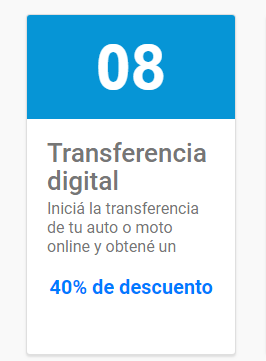 08
Transferencia
digital
Iniciá la transferencia
de tu auto o moto
online y obtené un
40% de descuento